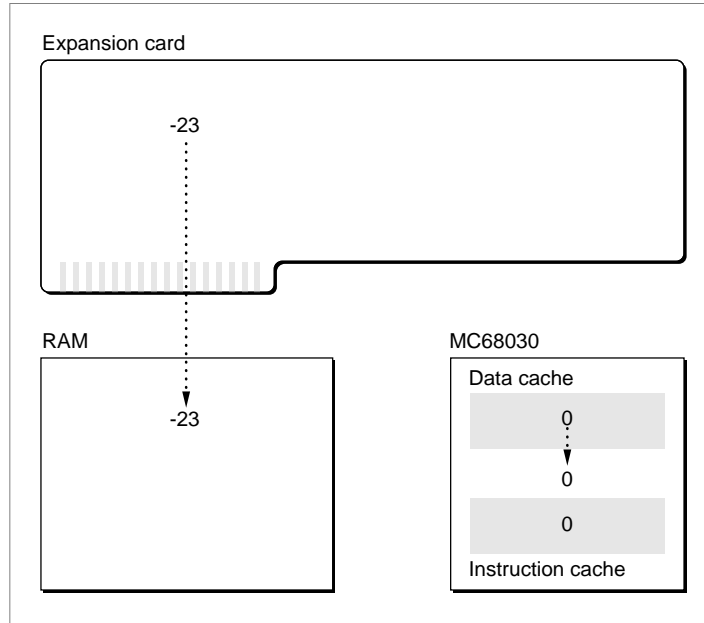 Expansion card
-23
RAM
-23
MC68030
Data cache
0
0
0
Instruction cache